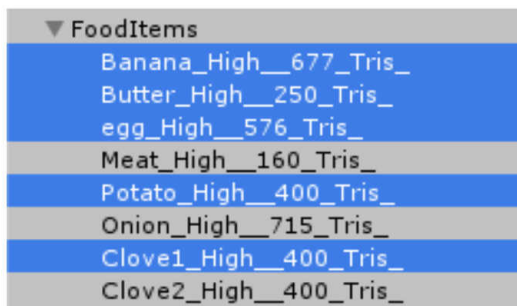 FoodItems
Banana_High__677_Tris_
Butter_High__250_Tris_
egg_High__576_Tris_
Meat_High__160_Tris_
Potato_High__400_Tris_
Onion_High__715_Tris_
Clove1_High__400_Tris_
Clove2_High__400_Tris_